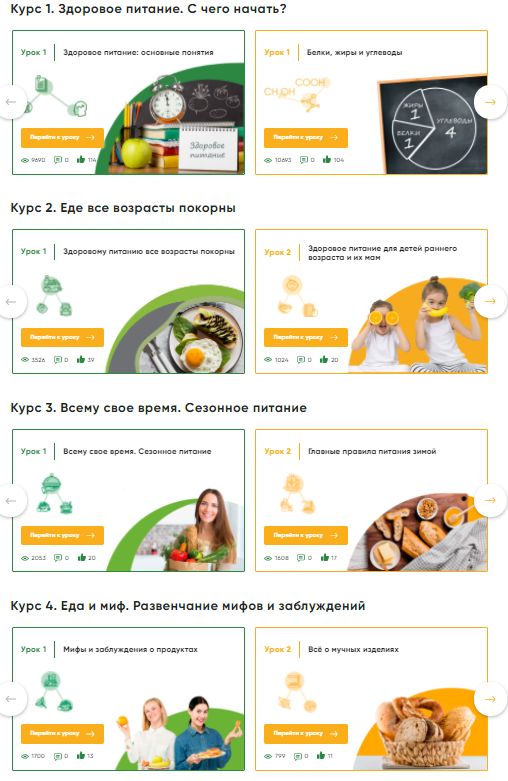 Курс 1. Здоровое питание. С чего начать?
Урок 1
Здоровое питание: основные понятия
Перейти к уроку
9690 0 114
Здоровое
питание
Урок 1
Белки, жиры и углеводы
COOH
CH OH
Перейти к уроку
10693 0 104
ЖИРЫ
1
УГЛЕВОДЫ
4
БЕЛКИ
1
Курс 2. Еде все возрасты покорны
Урок 1
Здоровому питанию все возрасты покорны
Перейти к уроку
3526 0 39
Урок 2
Здоровое питание для детей раннего
возраста и их мам
Перейти к уроку
1024 0 20
Курс 3. Всему свое время. Сезонное питание
Урок 1
Всему свое время. Сезонное питание
Перейти к уроку
2053 0 20
Урок 2
Главные правила питания зимой
Перейти к уроку
1608 0 17
Курс 4. Еда и миф. Развенчание мифов и заблуждений
Урок 1
Мифы и заблуждения о продуктах
Перейти к уроку
1700 0 13
Урок 2
Всё о мучных изделиях
Перейти к уроку
799 0 11